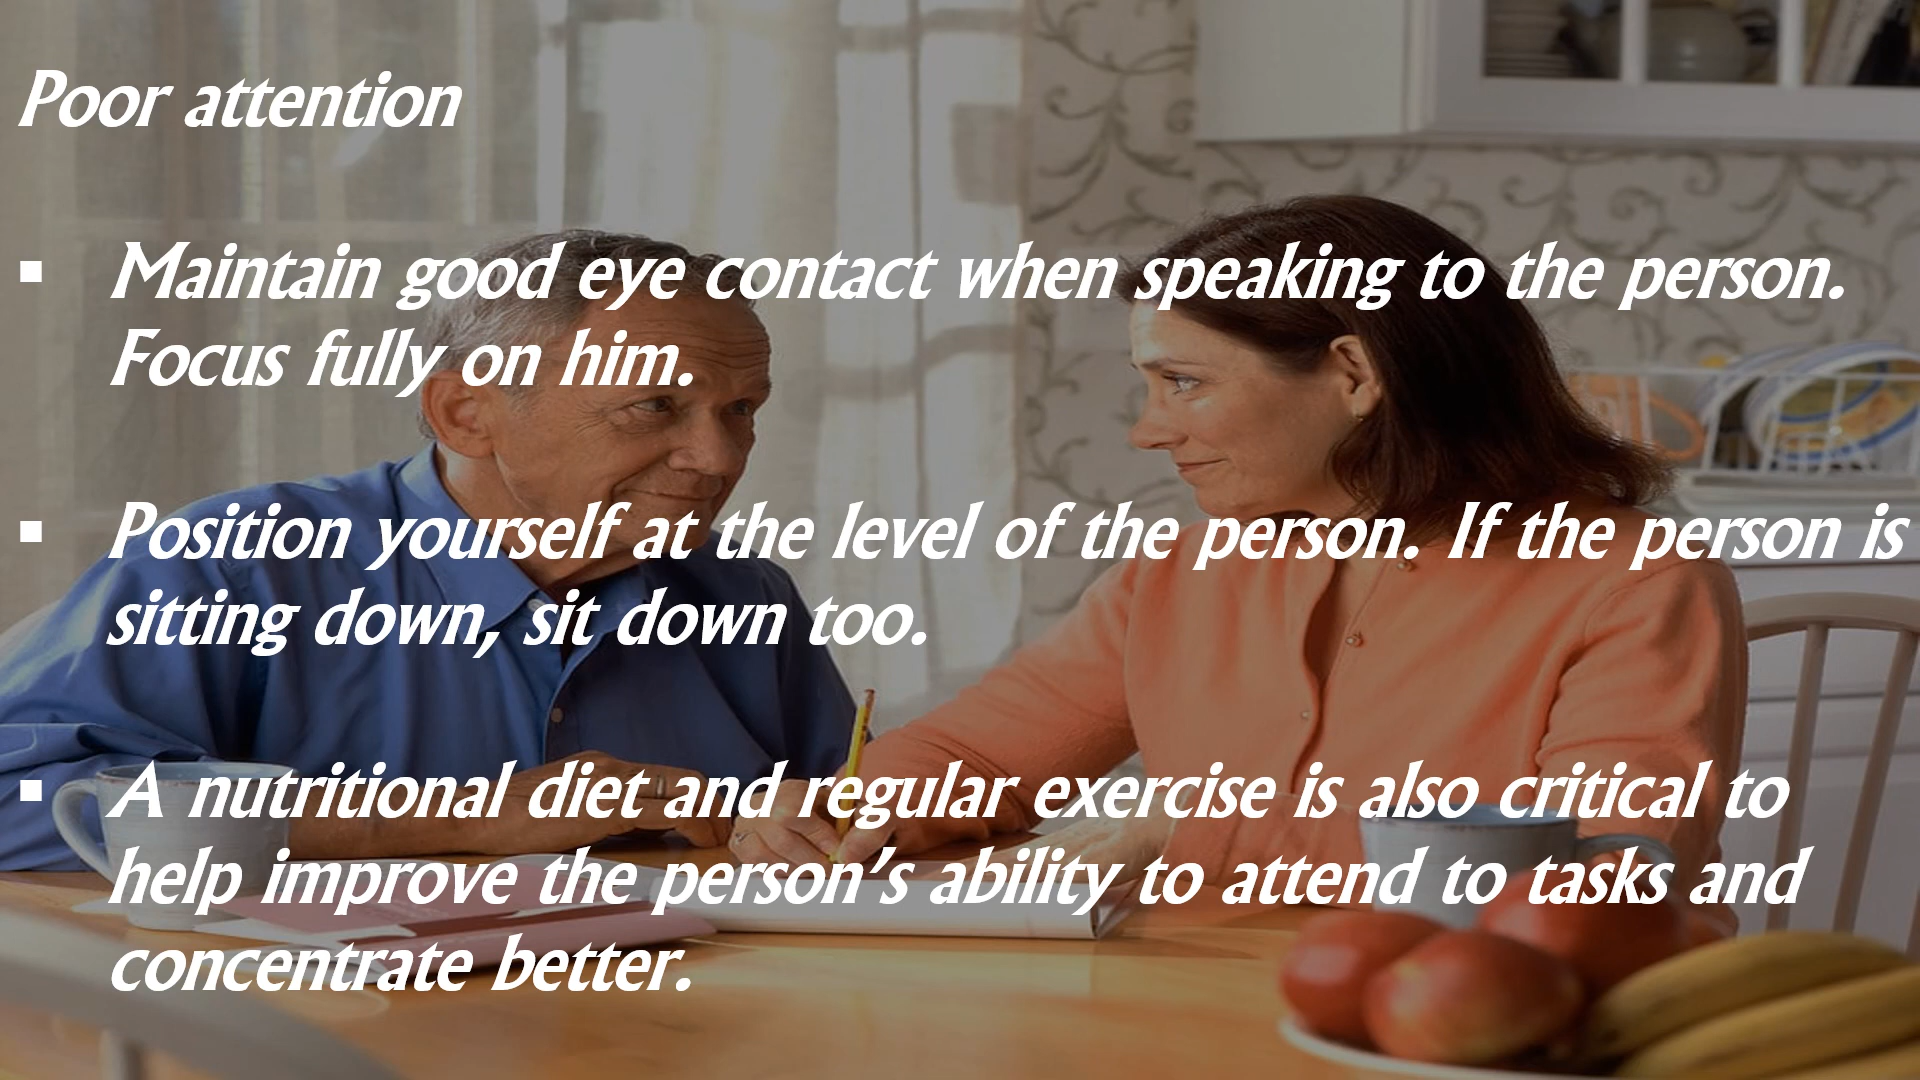 Poor attention
▪ Maintain good eye contact when speaking to the person.
Focus fully on him.
▪ Position yourself at the level of the person. If the person is
sitting down, sit down too.
▪ A nutritional diet and regular exercise is also critical to
help improve the person’s ability to attend to tasks and
concentrate better.